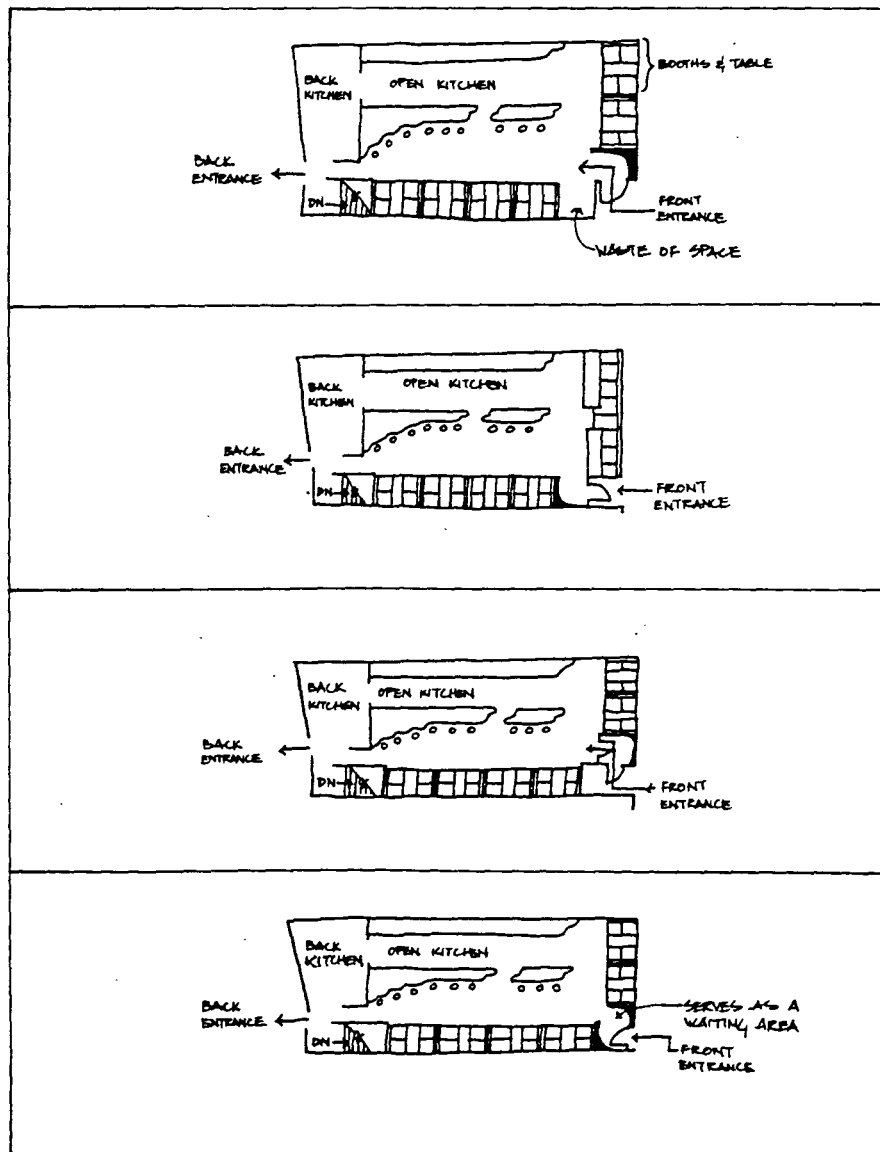 BACK
KITCHEN
OPEN KITCHEN
BOOTHS & TABLE
BACK
ENTRANCE
DN
FRONT
ENTRANCE
WASTE OF SPACE
BACK
KITCHEN
OPEN KITCHEN
BACK
ENTRANCE
DN
FRONT
ENTRANCE
BACK
KITCHEN
OPEN KITCHEN
BACK
ENTRANCE
DN
FRONT
ENTRANCE
BACK
KITCHEN
OPEN KITCHEN
BACK
ENTRANCE
DN
SERVES AS A
WAITING AREA
FRONT
ENTRANCE